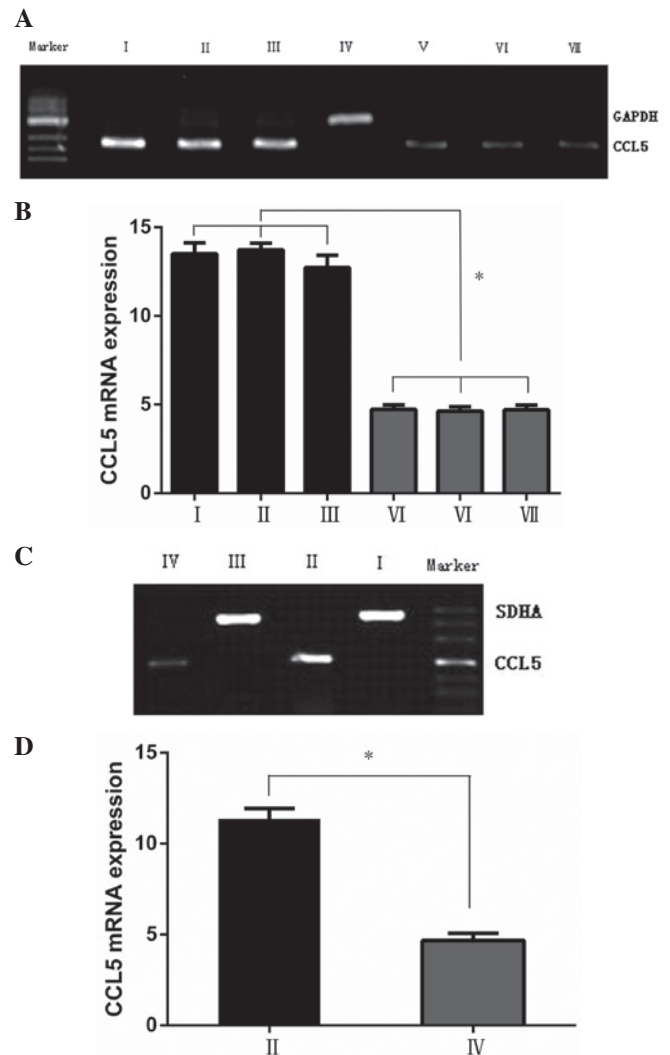 A
Marker I II III IV V VI VII
GAPDH
CCL5
B
CCL5 mRNA expression
15
10
5
0
*
I II III VI VI VII
C
IV III II I Marker
SDHA
CCL5
D
CCL5 mRNA expression
15
10
5
0
*
II IV